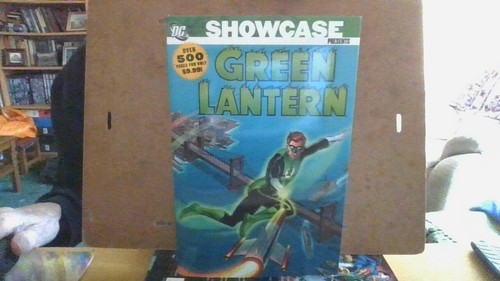 DC
SHOWCASE
PRESENTS
OVER
500
PAGES FOR ONLY
$9.99!
GREEN
LANTERN